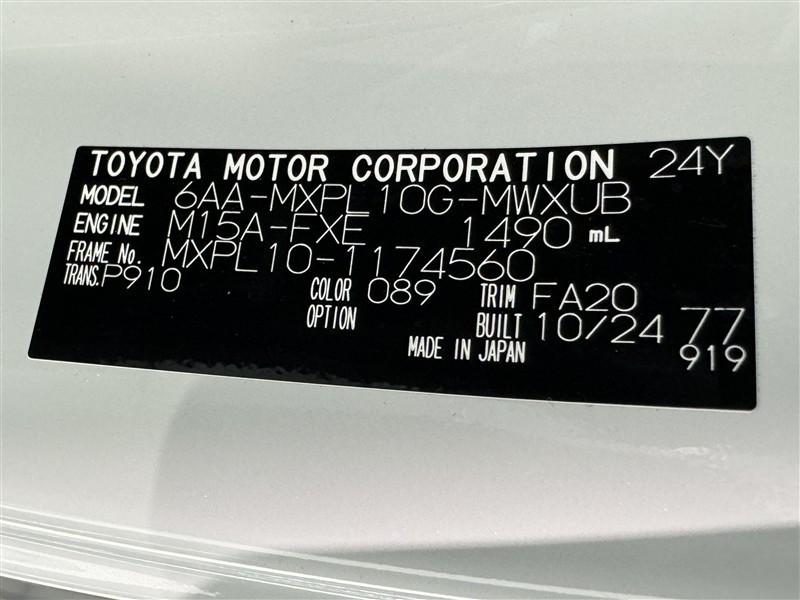 TOYOTA MOTOR CORPORATION 24Y
MODEL 6AA-MXPL10G-MWXUB
ENGINE M15A-FXE 1490 mL
FRAME No. MXPL10-1174560
TRANS. P910
COLOR 089 TRIM FA20
OPTION BUILT 10/24 77
MADE IN JAPAN 919